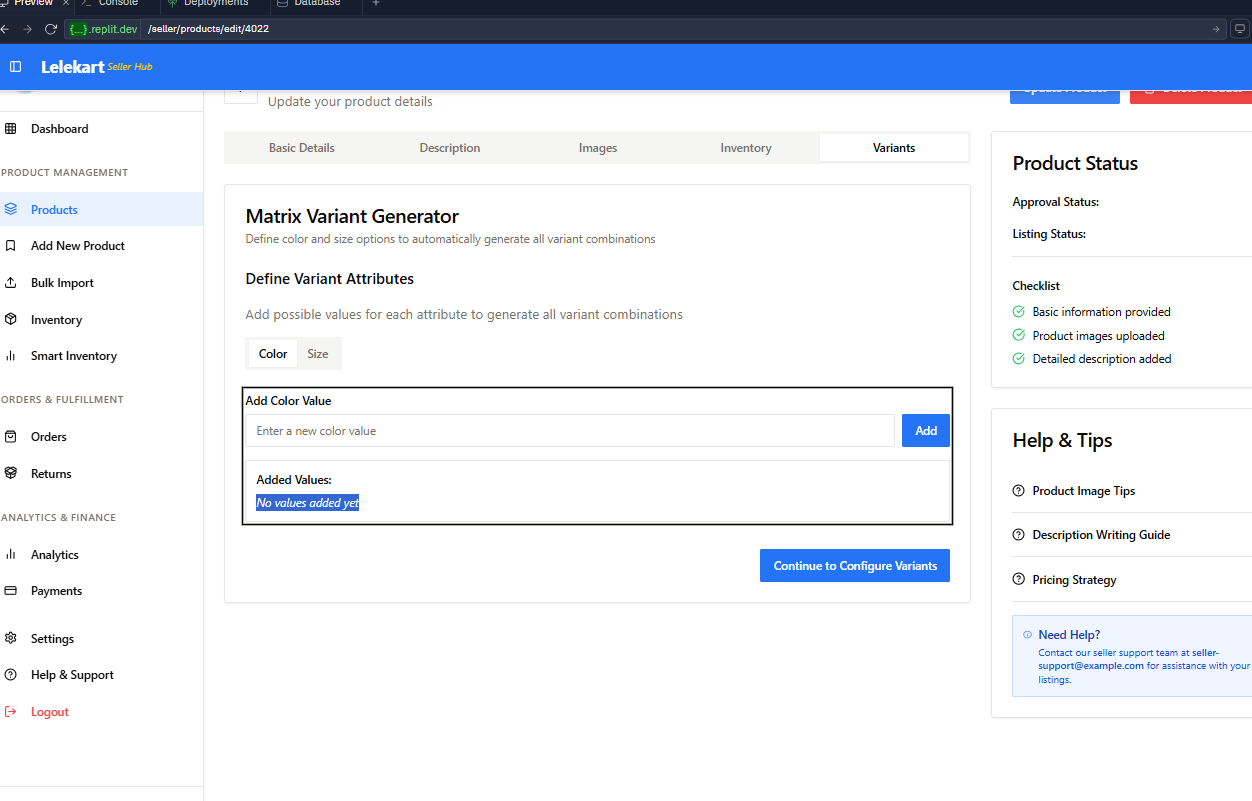 Preview
Console
Deployments
Database
{...}.replit.dev /seller/products/edit/4022
Lelekart Seller Hub
Dashboard
PRODUCT MANAGEMENT
Products
Add New Product
Bulk Import
Inventory
Smart Inventory
ORDERS & FULFILLMENT
Orders
Returns
ANALYTICS & FINANCE
Analytics
Payments
Settings
Help & Support
Logout
Update your product details
Update Product
Delete Product
Basic Details
Description
Images
Inventory
Variants
Matrix Variant Generator
Define color and size options to automatically generate all variant combinations
Define Variant Attributes
Add possible values for each attribute to generate all variant combinations
Color
Size
Add Color Value
Enter a new color value
Add
Added Values:
No values added yet
Continue to Configure Variants
Product Status
Approval Status:
Listing Status:
Checklist
Basic information provided
Product images uploaded
Detailed description added
Help & Tips
Product Image Tips
Description Writing Guide
Pricing Strategy
Need Help?
Contact our seller support team at seller-
support@example.com for assistance with your
listings.